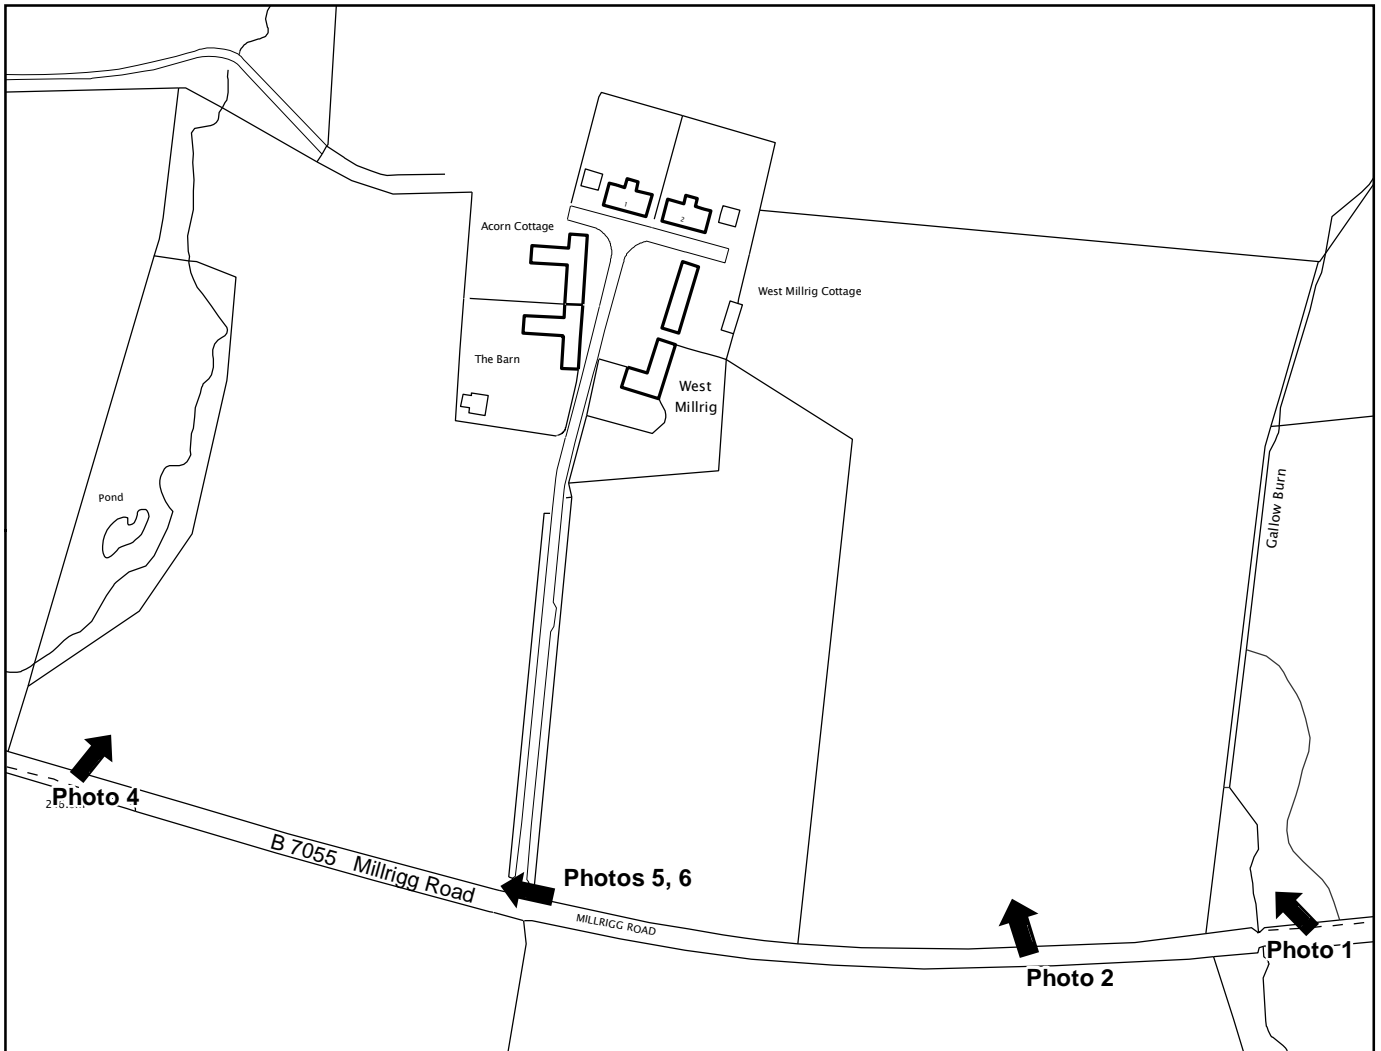 1
2
Acorn Cottage
West Millrig Cottage
The Barn
West
Millrig
Pond
Gallow Burn
Photo 4
B 7055 Millrigg Road
Photos 5, 6
MILLRIGG ROAD
Photo 1
Photo 2